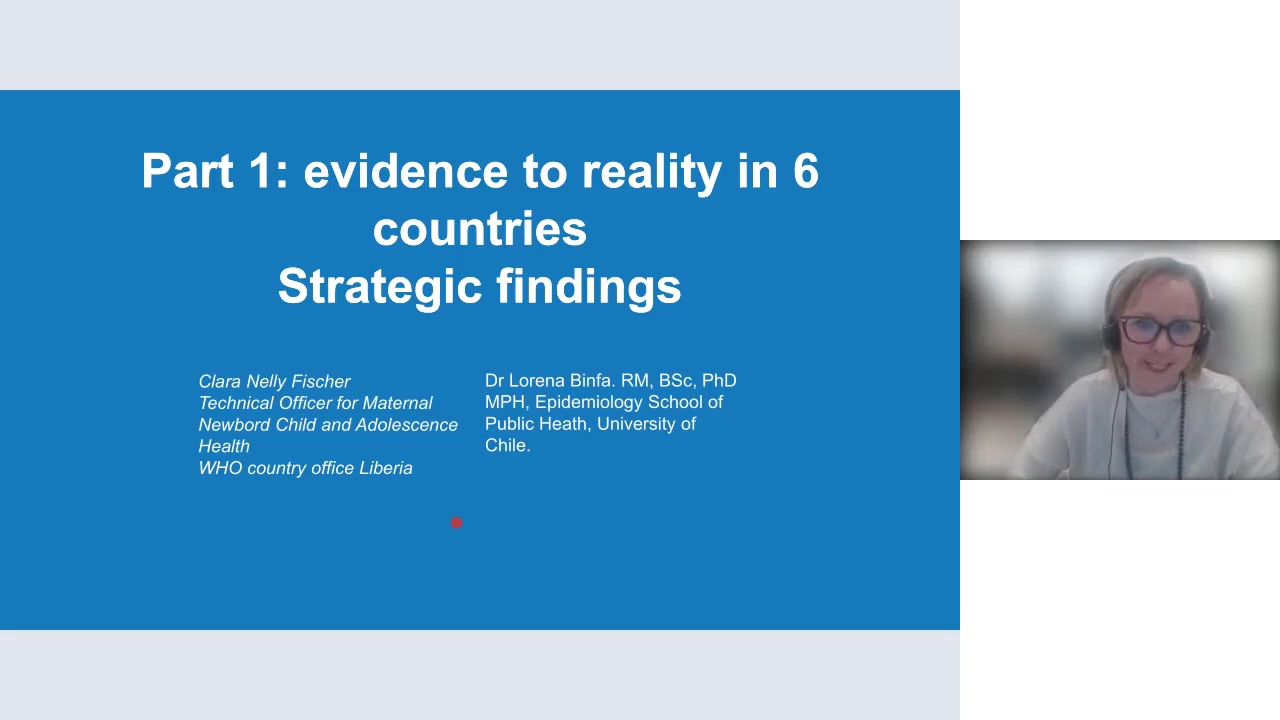 Part 1: evidence to reality in 6
countries
Strategic findings
Clara Nelly Fischer
Technical Officer for Maternal
Newbord Child and Adolescence
Health
WHO country office Liberia
Dr Lorena Binfa. RM, BSc, PhD
MPH, Epidemiology School of
Public Heath, University of
Chile.